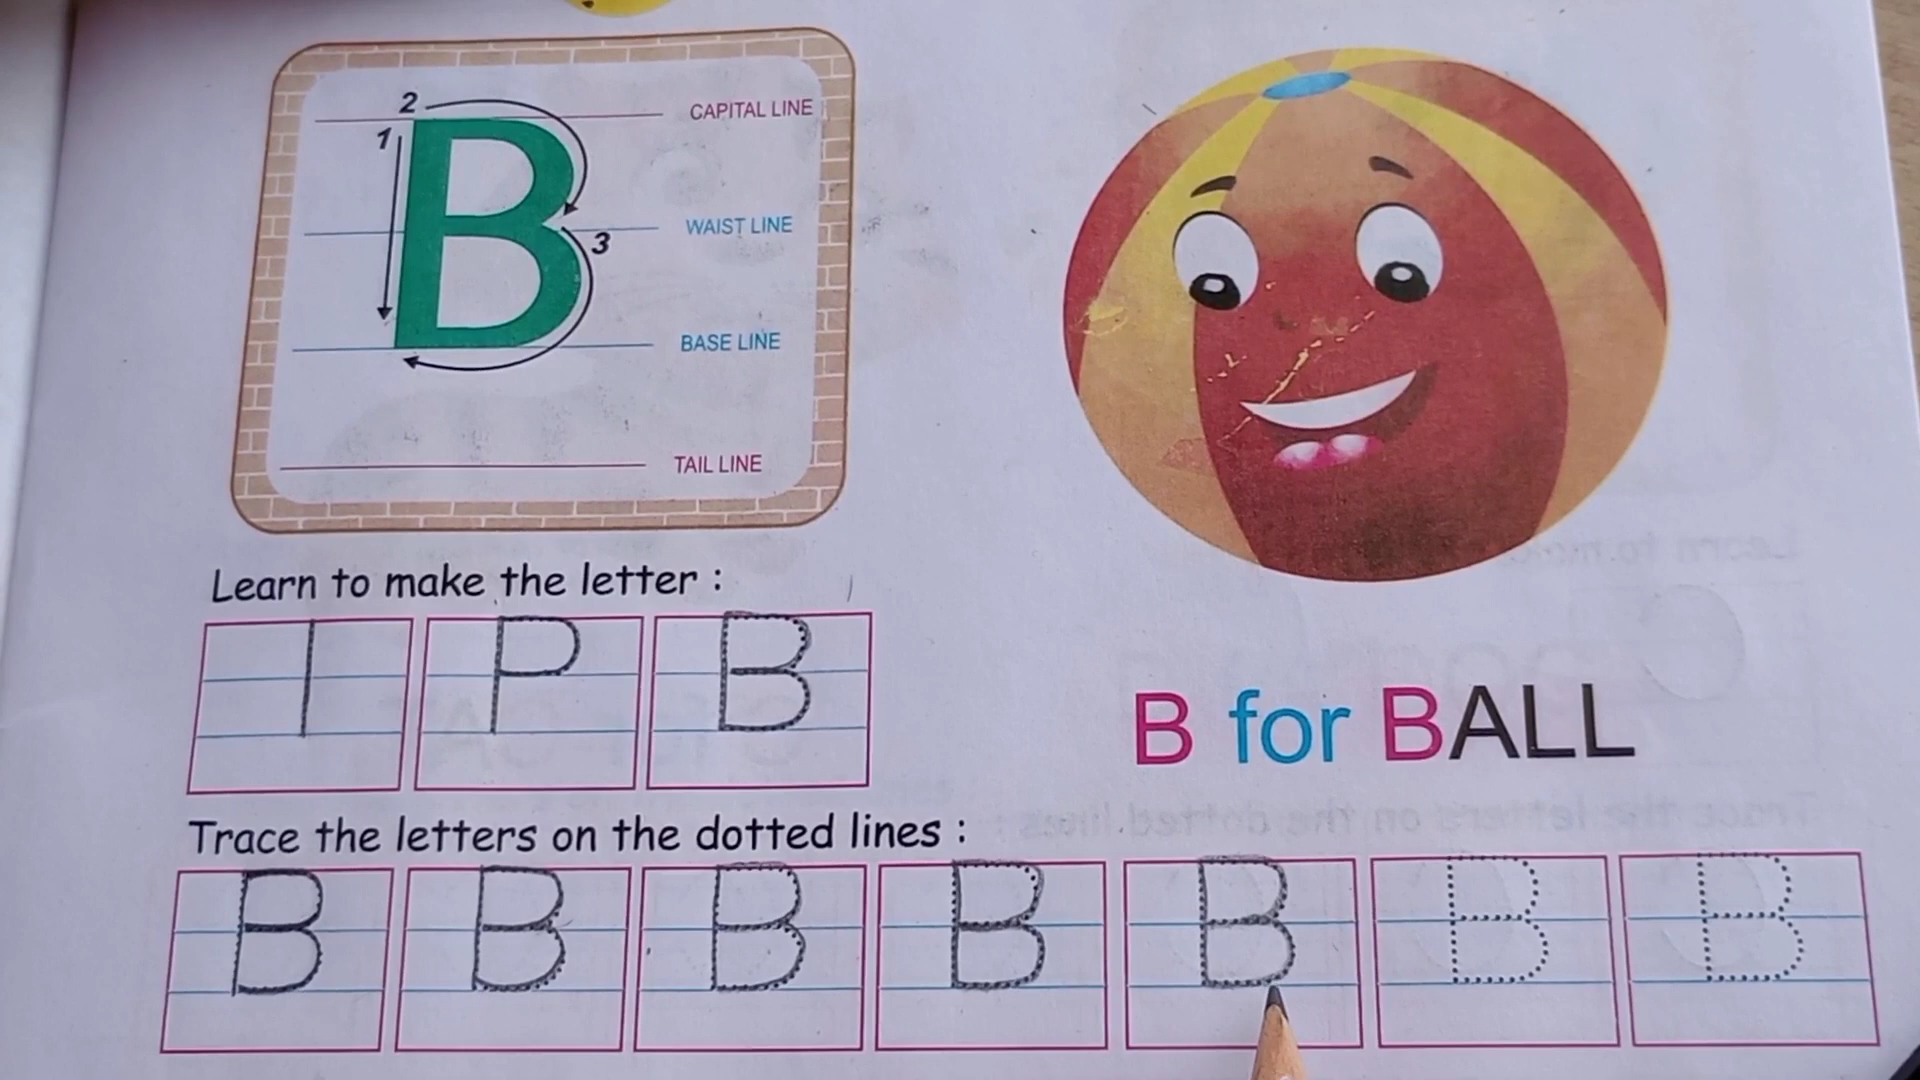 2
CAPITAL LINE
1
B
WAIST LINE
3
BASE LINE
TAIL LINE
Learn to make the letter :
I P B
B for BALL
Trace the letters on the dotted lines :
B B B B B B B